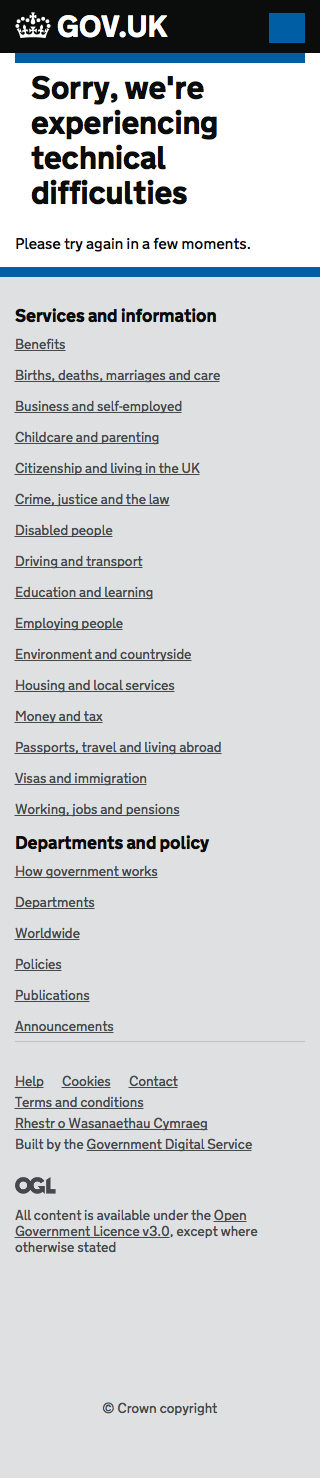 GOV.UK
Sorry, we're
experiencing
technical
difficulties
Please try again in a few moments.
Services and information
Benefits
Births, deaths, marriages and care
Business and self-employed
Childcare and parenting
Citizenship and living in the UK
Crime, justice and the law
Disabled people
Driving and transport
Education and learning
Employing people
Environment and countryside
Housing and local services
Money and tax
Passports, travel and living abroad
Visas and immigration
Working, jobs and pensions
Departments and policy
How government works
Departments
Worldwide
Policies
Publications
Announcements
Help Cookies Contact
Terms and conditions
Rhestr o Wasanaethau Cymraeg
Built by the Government Digital Service
OGL
All content is available under the Open
Government Licence v3.0, except where
otherwise stated
© Crown copyright